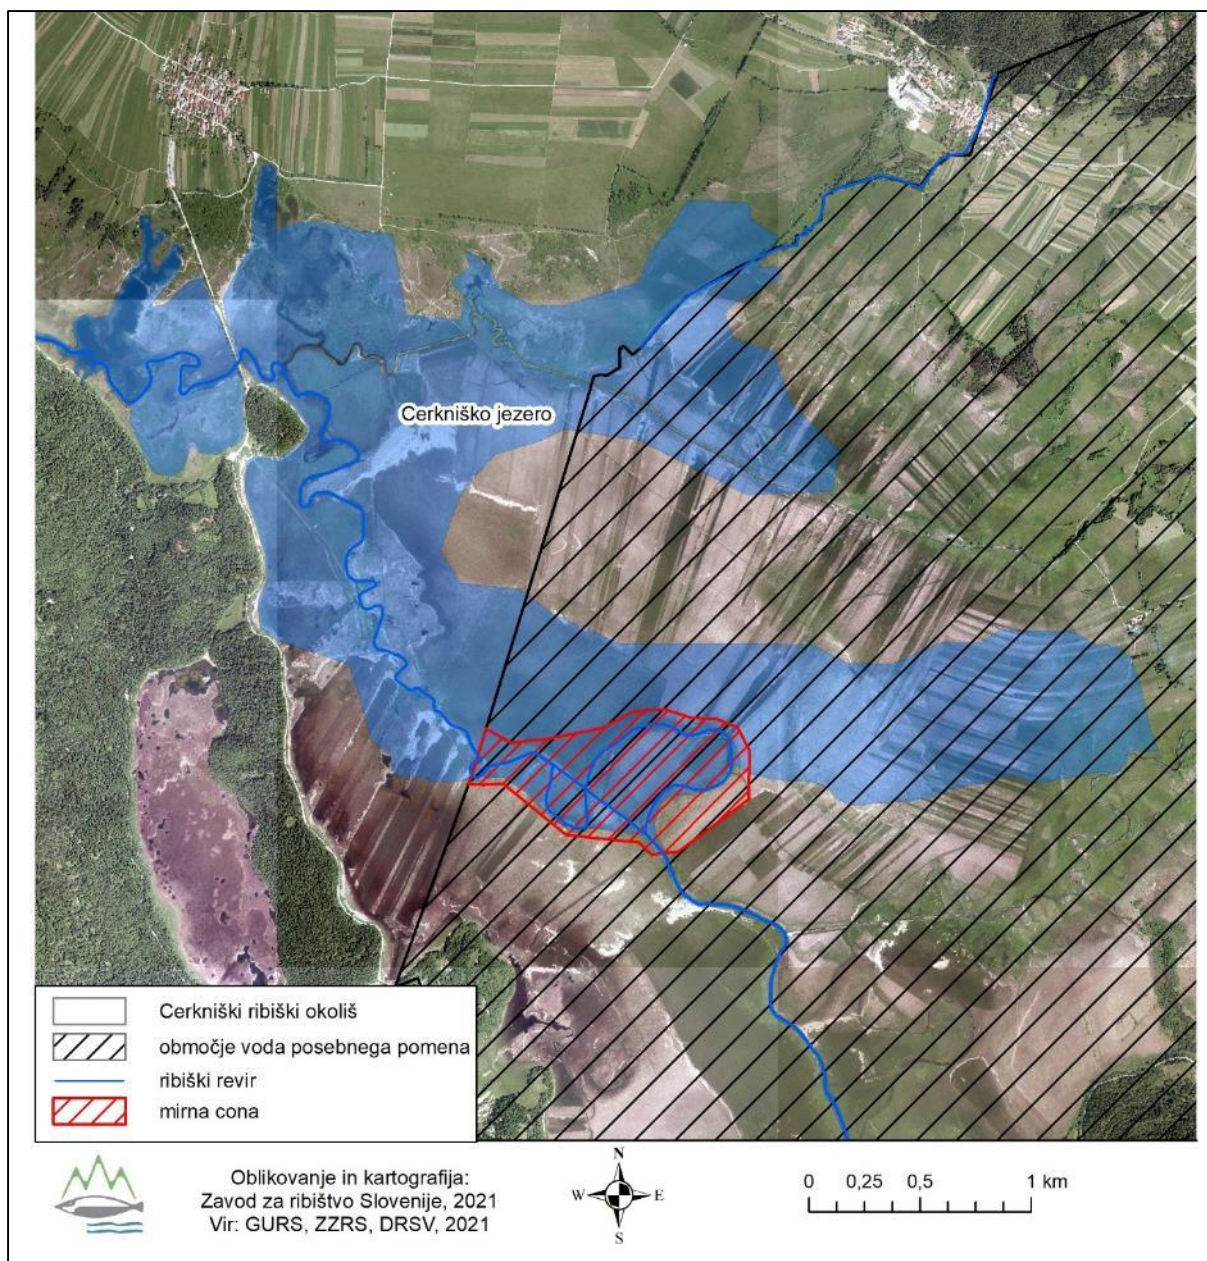 Cerkniško jezero
Cerkniški ribiški okoliš
območje voda posebnega pomena
ribiški revir
mirna cona
Oblikovanje in kartografija:
Zavod za ribištvo Slovenije, 2021
Vir: GURS, ZZRS, DRSV, 2021
N
W E
S
0 0,25 0,5 1 km